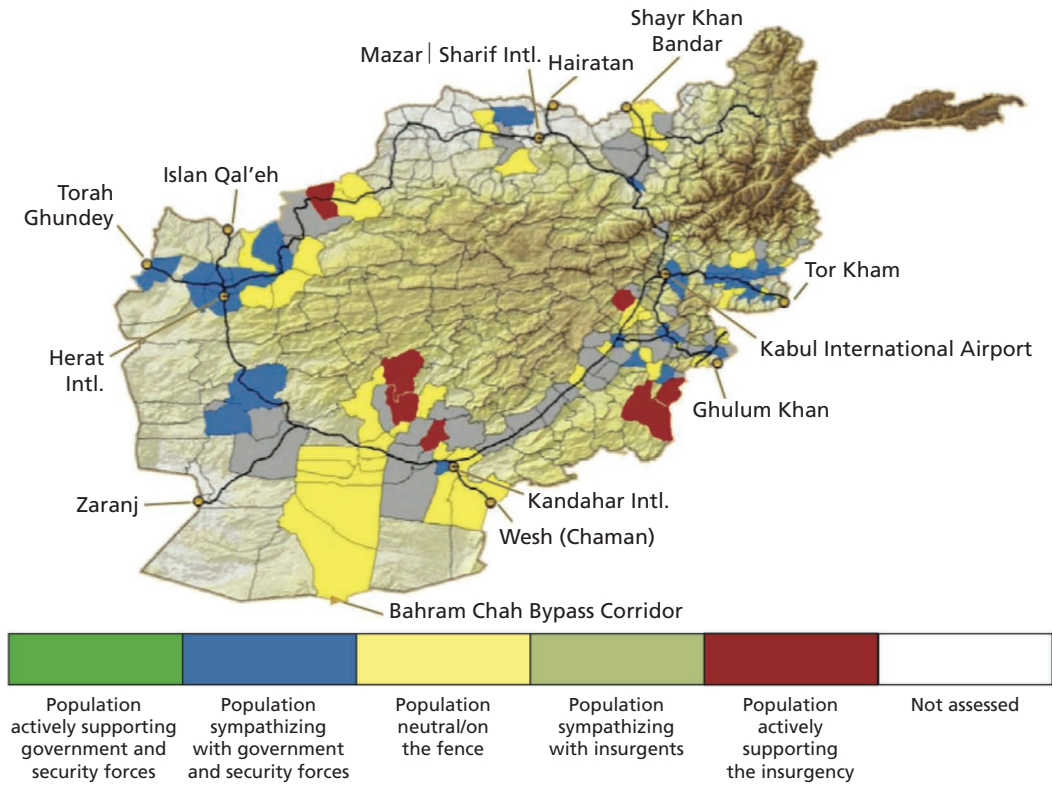 Shayr Khan
Bandar
Mazar | Sharif Intl.
Hairatan
Islan Qal’eh
Torah
Ghundey
Tor Kham
Herat
Intl.
Kabul International Airport
Ghulum Khan
Zaranj
Kandahar Intl.
Wesh (Chaman)
Bahram Chah Bypass Corridor
Population
actively supporting
government and
security forces
Population
sympathizing
with government
and security forces
Population
neutral/on
the fence
Population
sympathizing
with insurgents
Population
actively
supporting
the insurgency
Not assessed